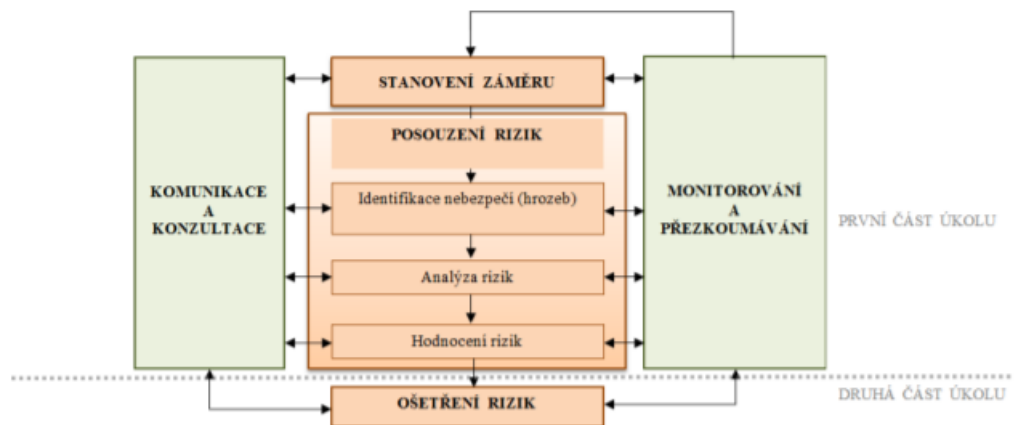 STANOVENÍ ZÁMĚRU
POSOUZENÍ RIZIK
KOMUNIKACE
A
KONZULTACE
Identifikace nebezpečí (hrozeb)
MONITOROVÁNÍ
A
PŘEZKOUMÁVÁNÍ
PRVNÍ ČÁST ÚKOLU
Analýza rizik
Hodnocení rizik
DRUHÁ ČÁST ÚKOLU
OŠETŘENÍ RIZIK